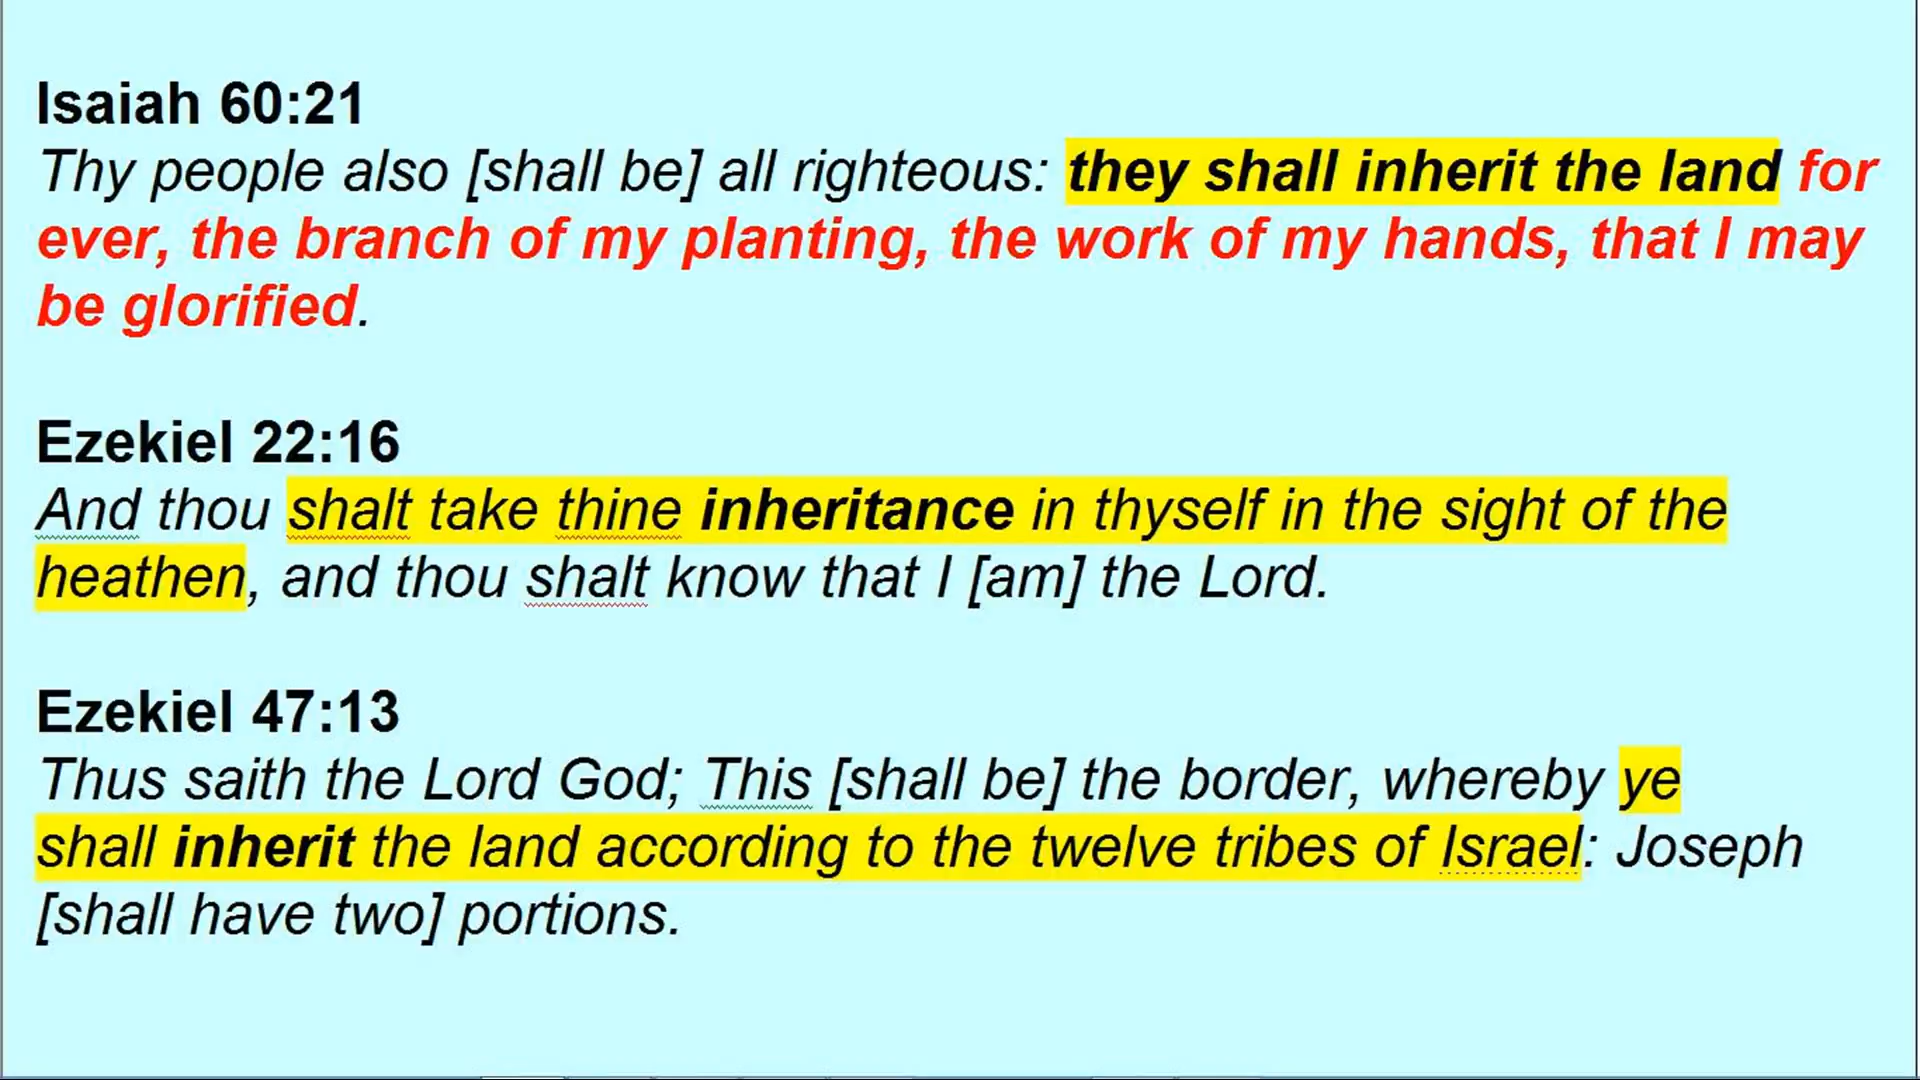 Isaiah 60:21
Thy people also [shall be] all righteous: they shall inherit the land for
ever, the branch of my planting, the work of my hands, that I may
be glorified.
Ezekiel 22:16
And thou shalt take thine inheritance in thyself in the sight of the
heathen, and thou shalt know that I [am] the Lord.
Ezekiel 47:13
Thus saith the Lord God; This [shall be] the border, whereby ye
shall inherit the land according to the twelve tribes of Israel: Joseph
[shall have two] portions.